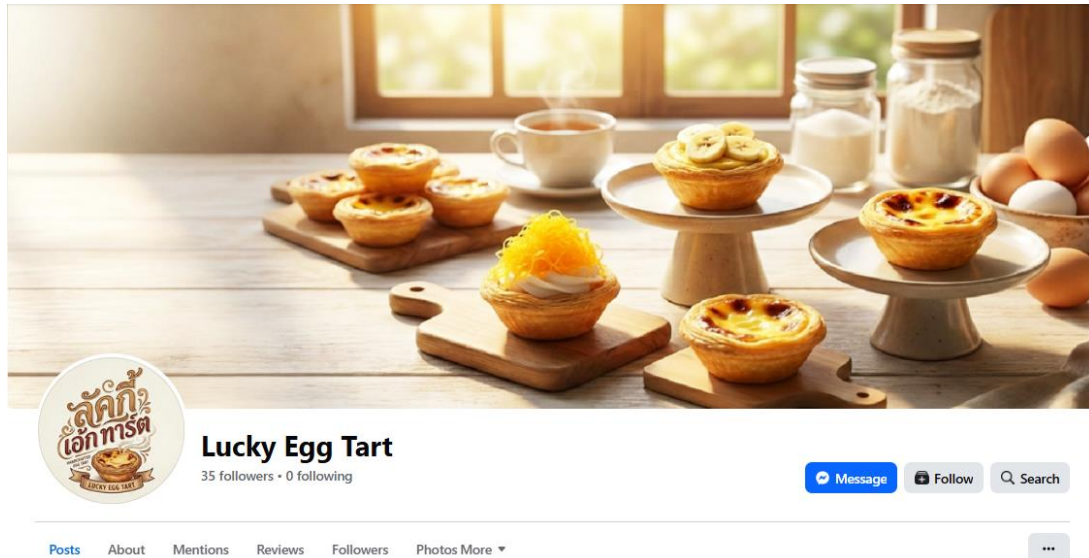 ลัคกี้
เอ้ก ทาร์ต
LUCKY EGG TART
Lucky Egg Tart
35 followers • 0 following
Message
Follow
Search
Posts
About
Mentions
Reviews
Followers
Photos More